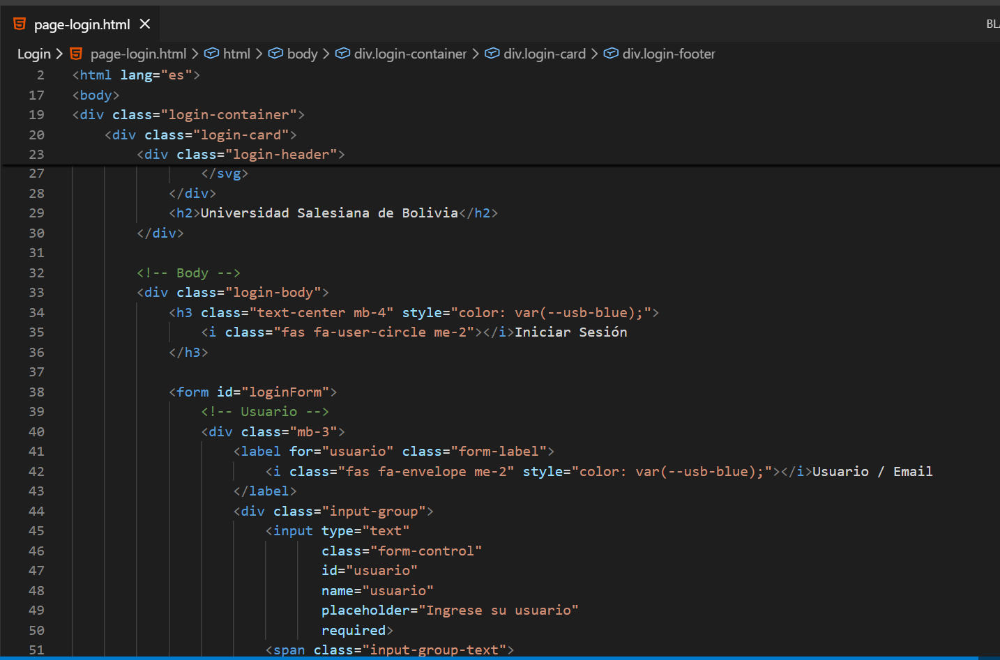 page-login.html
Login > page-login.html > html > body > div.login-container > div.login-card > div.login-footer
2 <html lang="es">
17 <body>
19 <div class="login-container">
20 <div class="login-card">
23 <div class="login-header">
27 </svg>
28 </div>
29 <h2>Universidad Salesiana de Bolivia</h2>
30 </div>
31
32 <!-- Body -->
33 <div class="login-body">
34 <h3 class="text-center mb-4" style="color: var(--usb-blue);">
35 <i class="fas fa-user-circle me-2"></i>Iniciar Sesión
36 </h3>
37
38 <form id="loginForm">
39 <!-- Usuario -->
40 <div class="mb-3">
41 <label for="usuario" class="form-label">
42 <i class="fas fa-envelope me-2" style="color: var(--usb-blue);"></i>Usuario / Email
43 </label>
44 <div class="input-group">
45 <input type="text"
46 class="form-control"
47 id="usuario"
48 name="usuario"
49 placeholder="Ingrese su usuario"
50 required>
51 <span class="input-group-text">